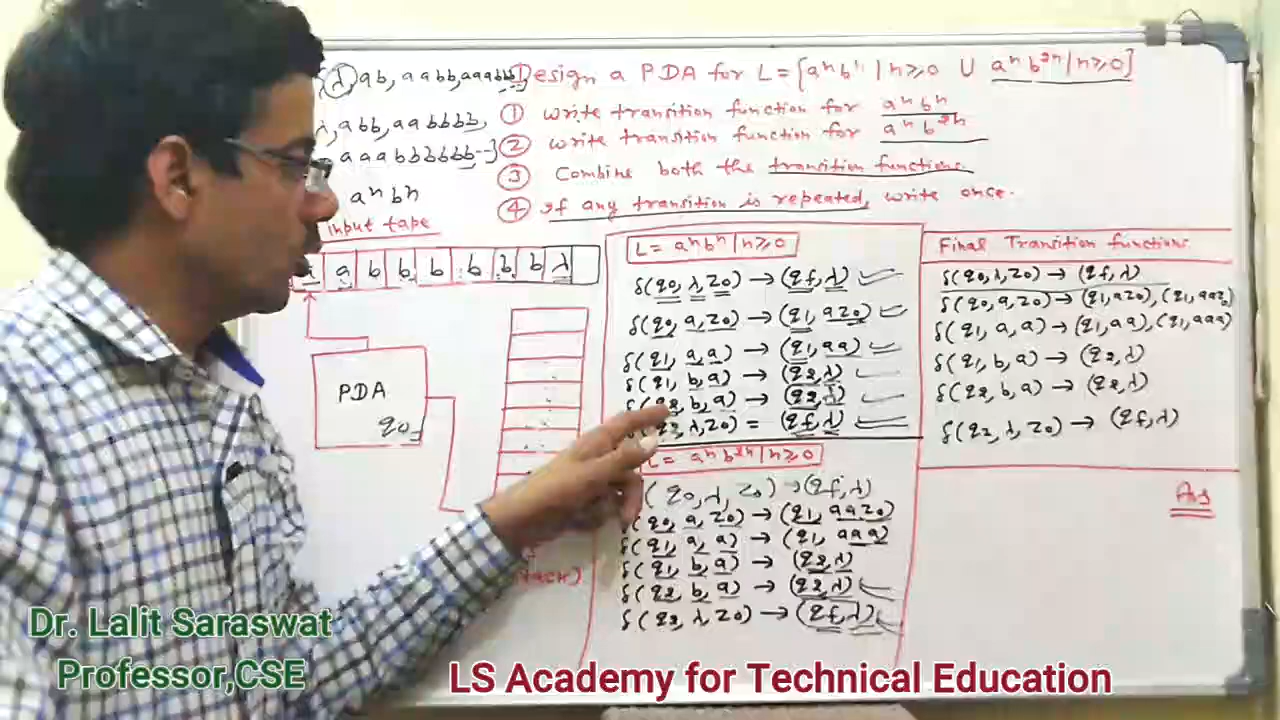 λ, ab, aabb, aaabbb
Design a PDA for L = {aⁿbⁿ | n≥0 ∪ aⁿb²ⁿ | n≥0}
λ, abb, aabbbb,
aaabbbbbb--}
① write transition function for aⁿbⁿ
② write transition function for aⁿb²ⁿ
③ Combine both the transition functions.
④ If any transition is repeated, write once.
aⁿbⁿ
Input tape
a b b b b b b λ
PDA
q0
L = aⁿbⁿ | n≥0
δ(q0, λ, z0) → (qf, λ)
δ(q0, a, z0) → (q1, az0)
δ(q1, a, a) → (q1, aa)
δ(q1, b, a) → (q2, λ)
δ(q2, b, a) → (q2, λ)
δ(q2, λ, z0) = (qf, λ)
L = aⁿb²ⁿ | n≥0
(q0, λ, z0) → (qf, λ)
δ(q0, a, z0) → (q1, aaz0)
δ(q1, a, a) → (q1, aaa)
δ(q1, b, a) → (q2, λ)
δ(q2, b, a) → (q2, λ)
δ(q2, λ, z0) → (qf, λ)
Final Transition functions
δ(q0, λ, z0) → (qf, λ)
δ(q0, a, z0) → (q1, az0), (q1, aaz0)
δ(q1, a, a) → (q1, aa), (q1, aaa)
δ(q1, b, a) → (q2, λ)
δ(q2, b, a) → (q2, λ)
δ(q2, λ, z0) → (qf, λ)
Ans
Dr. Lalit Saraswat
Professor,CSE
LS Academy for Technical Education